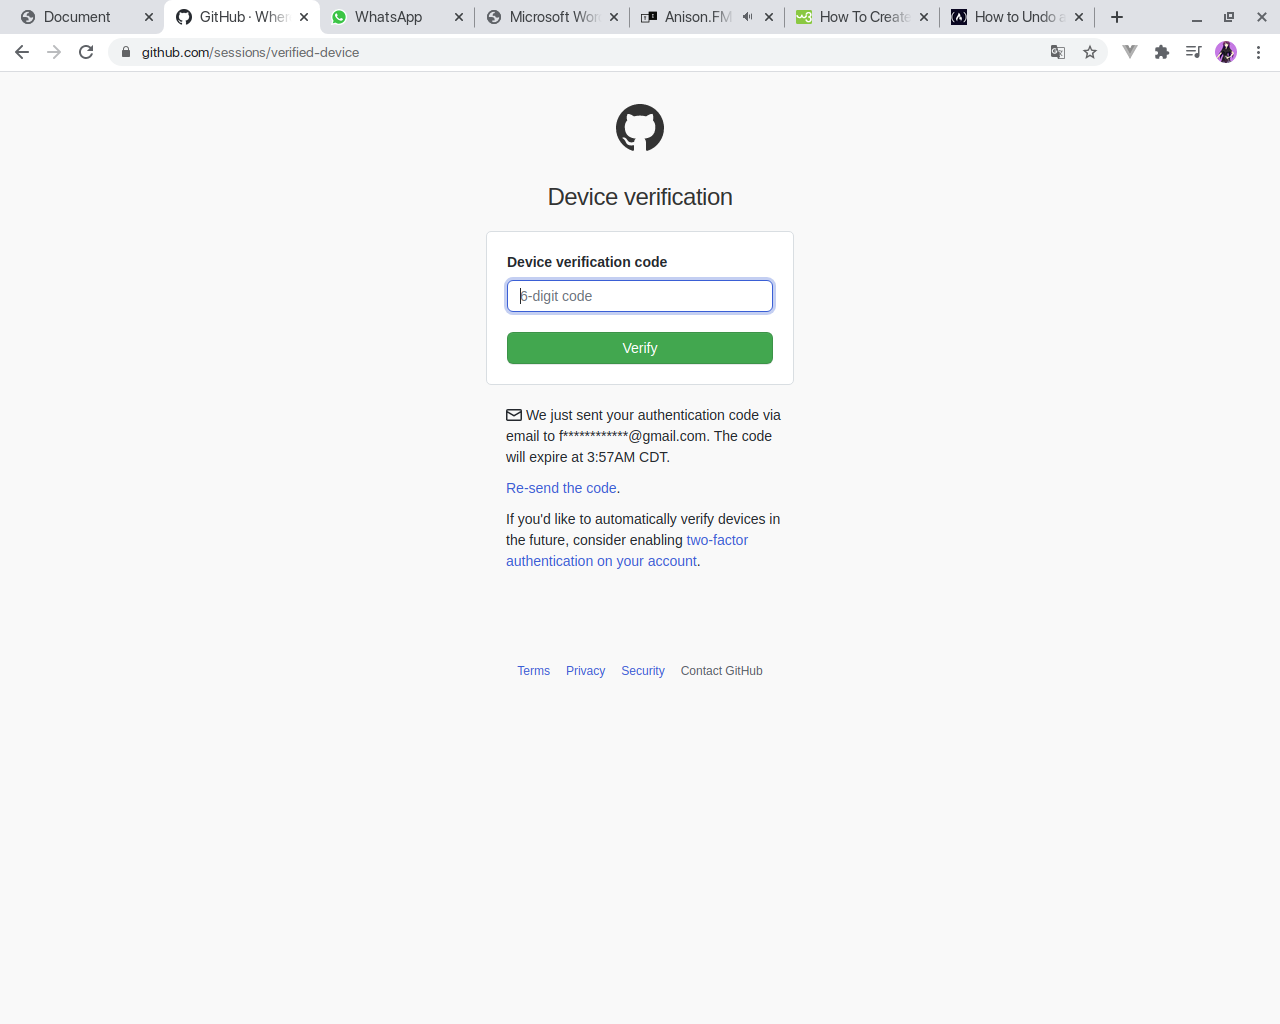 Document
GitHub · Wher
WhatsApp
Microsoft Wor
Anison.FM
How To Create
How to Undo a
github.com/sessions/verified-device
Device verification
Device verification code
6-digit code
Verify
We just sent your authentication code via
email to f************@gmail.com. The code
will expire at 3:57AM CDT.
Re-send the code.
If you'd like to automatically verify devices in
the future, consider enabling two-factor
authentication on your account.
Terms Privacy Security Contact GitHub